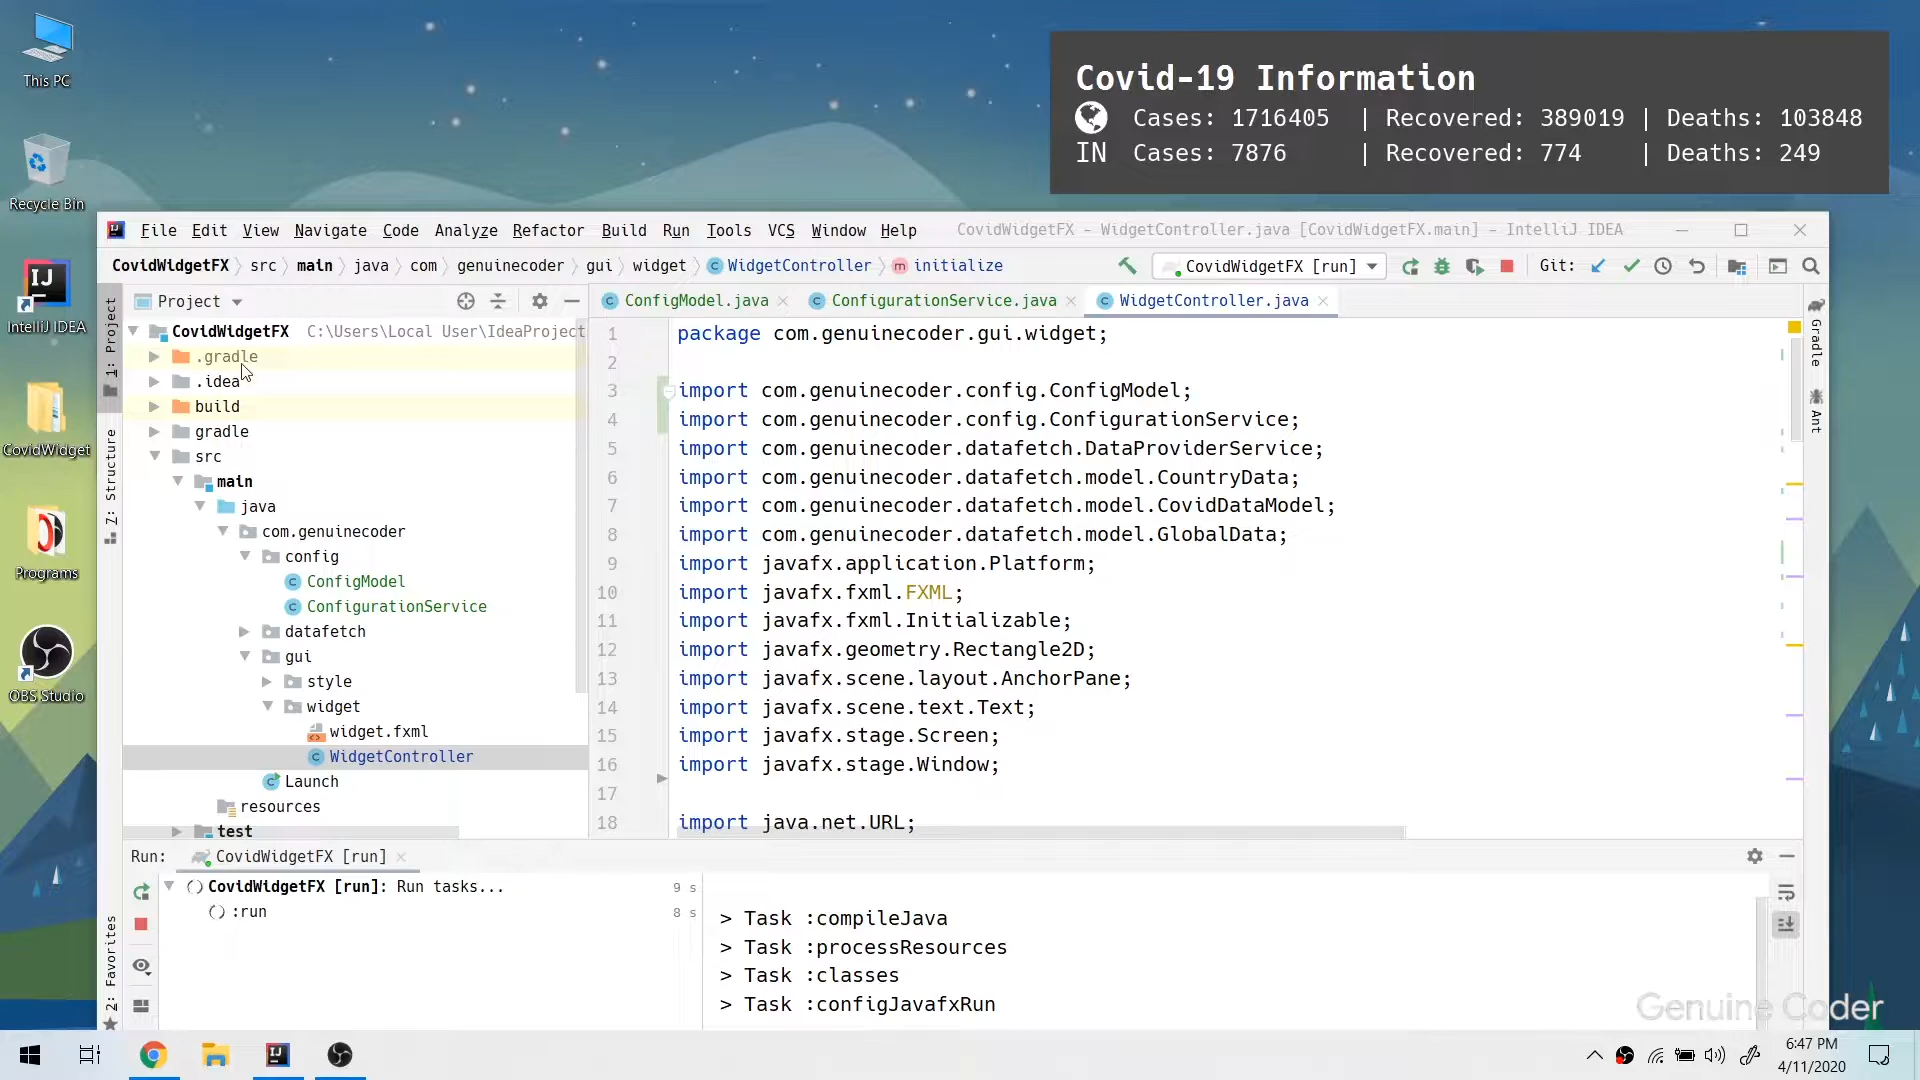 This PC
Recycle Bin
IntelliJ IDEA
CovidWidget
Programs
OBS Studio
Covid-19 Information
Cases: 1716405 | Recovered: 389019 | Deaths: 103848
IN Cases: 7876 | Recovered: 774 | Deaths: 249
File Edit View Navigate Code Analyze Refactor Build Run Tools VCS Window Help CovidWidgetFX - WidgetController.java [CovidWidgetFX.main] - IntelliJ IDEA
CovidWidgetFX src main java com genuinecoder gui widget WidgetController initialize CovidWidgetFX [run] Git:
Project
ConfigModel.java ConfigurationService.java WidgetController.java
1: Project
Z: Structure
2: Favorites
Gradle
Ant
CovidWidgetFX C:\Users\Local User\IdeaProject
.gradle
.idea
build
gradle
src
main
java
com.genuinecoder
config
ConfigModel
ConfigurationService
datafetch
gui
style
widget
widget.fxml
WidgetController
Launch
resources
test
1 package com.genuinecoder.gui.widget;
2
3 import com.genuinecoder.config.ConfigModel;
4 import com.genuinecoder.config.ConfigurationService;
5 import com.genuinecoder.datafetch.DataProviderService;
6 import com.genuinecoder.datafetch.model.CountryData;
7 import com.genuinecoder.datafetch.model.CovidDataModel;
8 import com.genuinecoder.datafetch.model.GlobalData;
9 import javafx.application.Platform;
10 import javafx.fxml.FXML;
11 import javafx.fxml.Initializable;
12 import javafx.geometry.Rectangle2D;
13 import javafx.scene.layout.AnchorPane;
14 import javafx.scene.text.Text;
15 import javafx.stage.Screen;
16 import javafx.stage.Window;
17
18 import java.net.URL;
Run: CovidWidgetFX [run]
CovidWidgetFX [run]: Run tasks... 9 s
:run 8 s
> Task :compileJava
> Task :processResources
> Task :classes
> Task :configJavafxRun
Genuine Coder
6:47 PM
4/11/2020